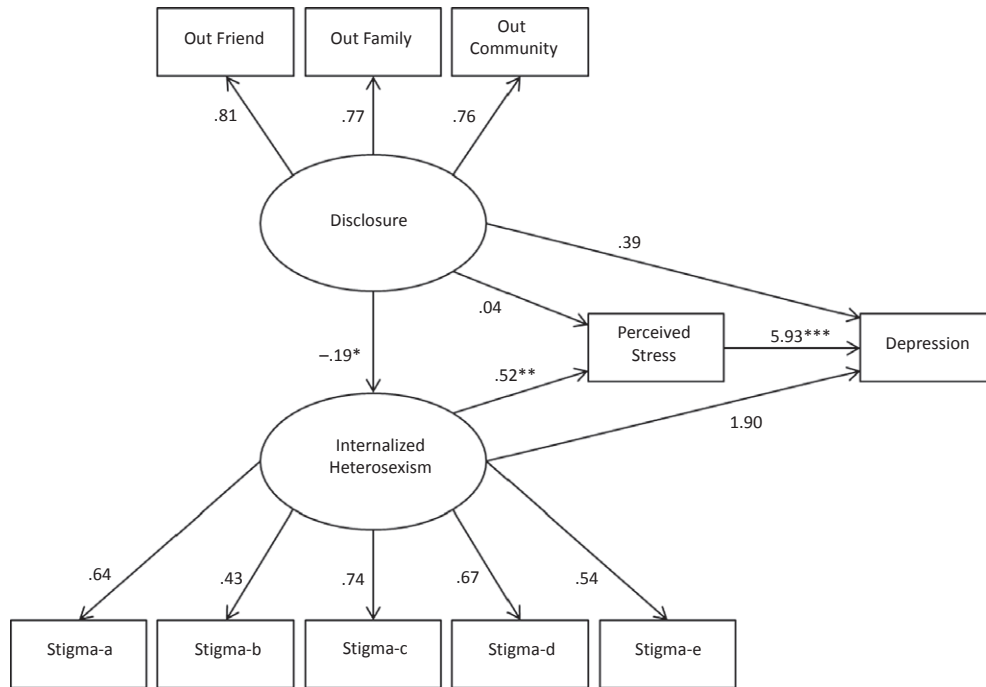 Out Friend
Out Family
Out
Community
.81
.77
.76
Disclosure
.39
.04
Perceived
Stress
5.93***
Depression
–.19*
.52**
1.90
Internalized
Heterosexism
.64
.43
.74
.67
.54
Stigma-a
Stigma-b
Stigma-c
Stigma-d
Stigma-e